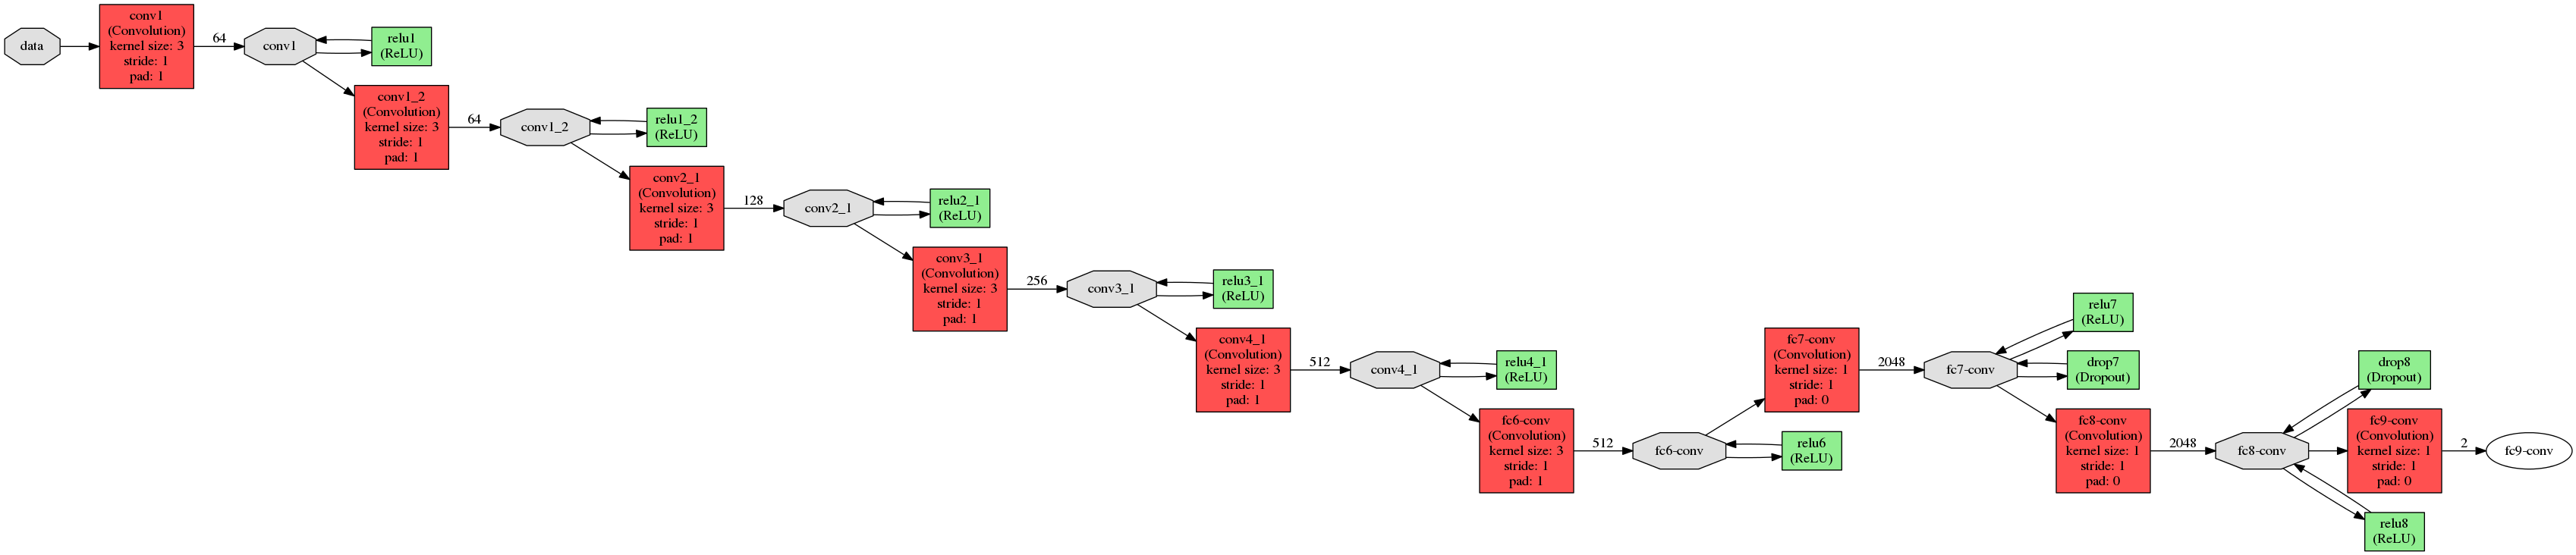 data
conv1
(Convolution)
kernel size: 3
stride: 1
pad: 1
64
conv1
relu1
(ReLU)
conv1_2
(Convolution)
kernel size: 3
stride: 1
pad: 1
64
conv1_2
relu1_2
(ReLU)
conv2_1
(Convolution)
kernel size: 3
stride: 1
pad: 1
128
conv2_1
relu2_1
(ReLU)
conv3_1
(Convolution)
kernel size: 3
stride: 1
pad: 1
256
conv3_1
relu3_1
(ReLU)
conv4_1
(Convolution)
kernel size: 3
stride: 1
pad: 1
512
conv4_1
relu4_1
(ReLU)
fc6-conv
(Convolution)
kernel size: 3
stride: 1
pad: 1
512
fc6-conv
relu6
(ReLU)
fc7-conv
(Convolution)
kernel size: 1
stride: 1
pad: 0
2048
fc7-conv
relu7
(ReLU)
drop7
(Dropout)
fc8-conv
(Convolution)
kernel size: 1
stride: 1
pad: 0
2048
fc8-conv
drop8
(Dropout)
fc9-conv
(Convolution)
kernel size: 1
stride: 1
pad: 0
2
fc9-conv
relu8
(ReLU)